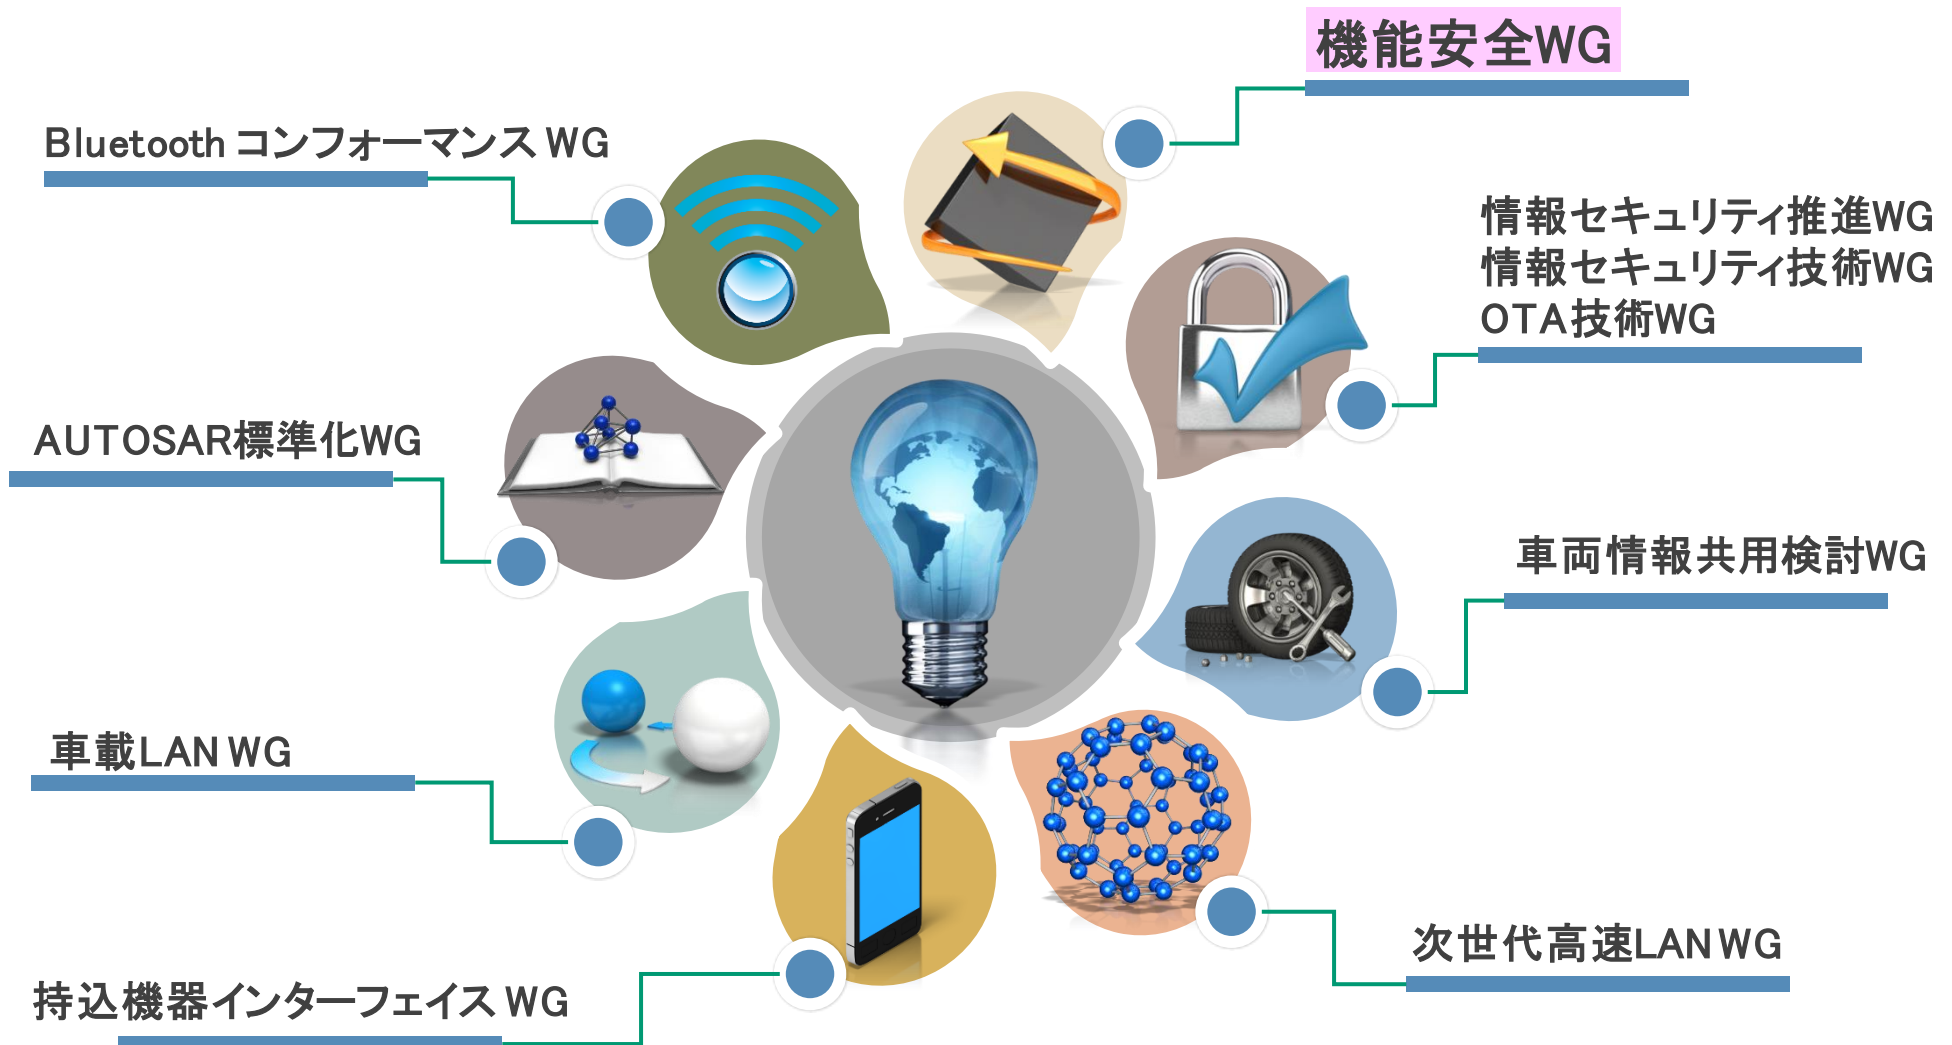 機能安全WG
Bluetooth コンフォーマンス WG
情報セキュリティ推進WG
情報セキュリティ技術WG
OTA技術WG
AUTOSAR標準化WG
車両情報共用検討WG
車載LAN WG
次世代高速LAN WG
持込機器インターフェイス WG